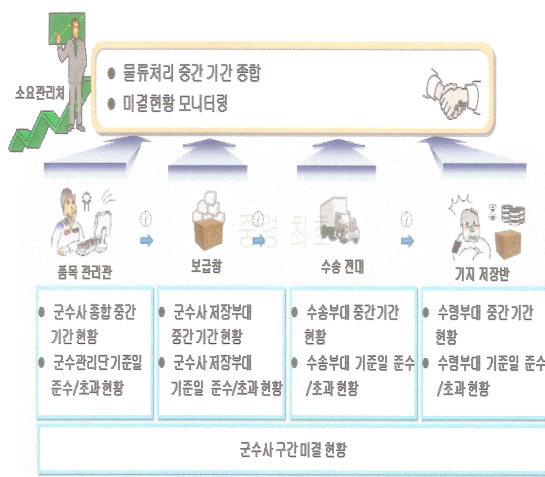 소요관리처
● 물류처리 중간 기간 종합
● 미결현황 모니터링
품목 관리관
보급창
수송 전대
기지 저장반
● 군수사 종합 중간
기간 현황
● 군수관리단 기준일
준수/초과 현황
● 군수사 저장부대
중간 기간 현황
● 군수사 저장부대
기준일 준수/초과 현황
● 수송부대 중간 기간
현황
● 수송부대 기준일 준수
/초과 현황
● 수령부대 중간 기간
현황
● 수령부대 기준일 준수
/초과 현황
군수사 구간 미결 현황